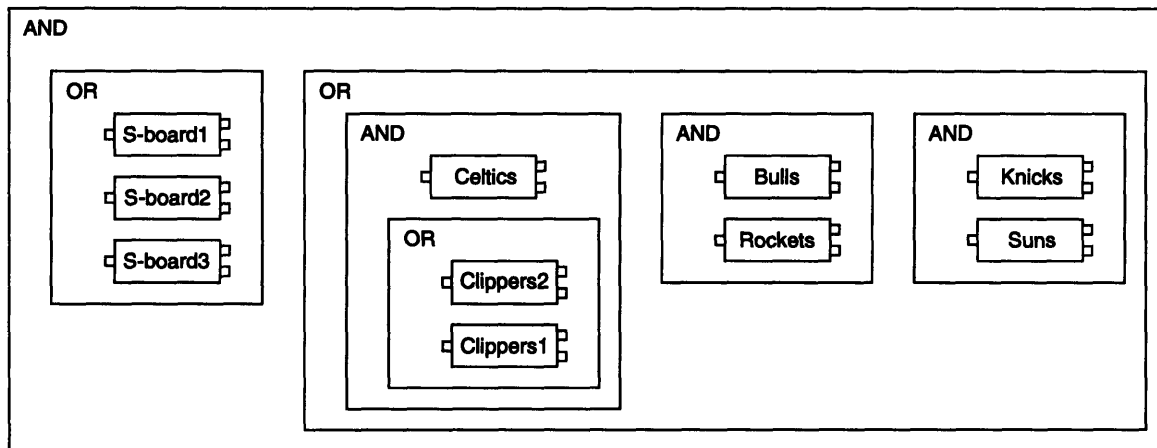 AND
OR
S-board1
S-board2
S-board3
OR
AND
Celtics
OR
Clippers2
Clippers1
AND
Bulls
Rockets
AND
Knicks
Suns